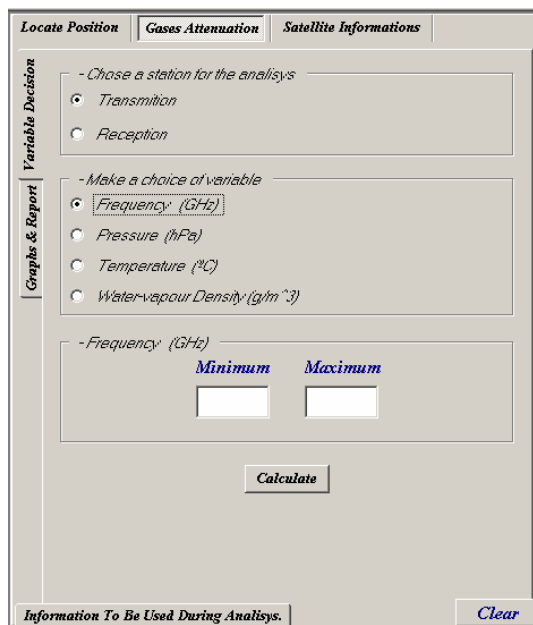 Locate Position
Gases Attenuation
Satellite Informations
Variable Decision
Graphs & Report
- Chose a station for the analisys
Transmition
Reception
- Make a choice of variable
Frequency (GHz)
Pressure (hPa)
Temperature (ºC)
Water-vapour Density (g/m^3)
- Frequency (GHz)
Minimum
Maximum
Calculate
Information To Be Used During Analisys.
Clear